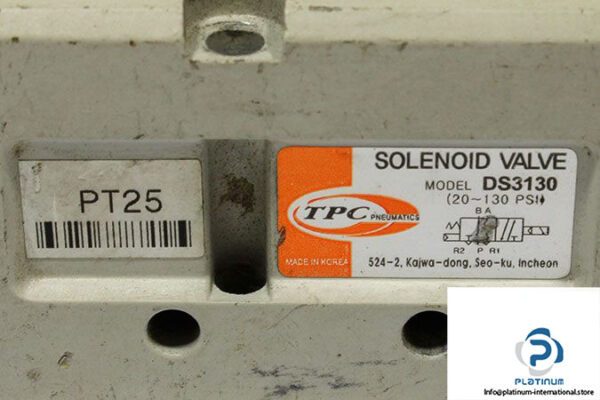 PT25
SOLENOID VALVE
MODEL DS3130
(20~130 PSI)
TPC PNEUMATICS
B A
R2 P R1
MADE IN KOREA
524-2, Kajwa-dong, Seo-ku, Incheon
PLATINUM
Info@platinum-international.store